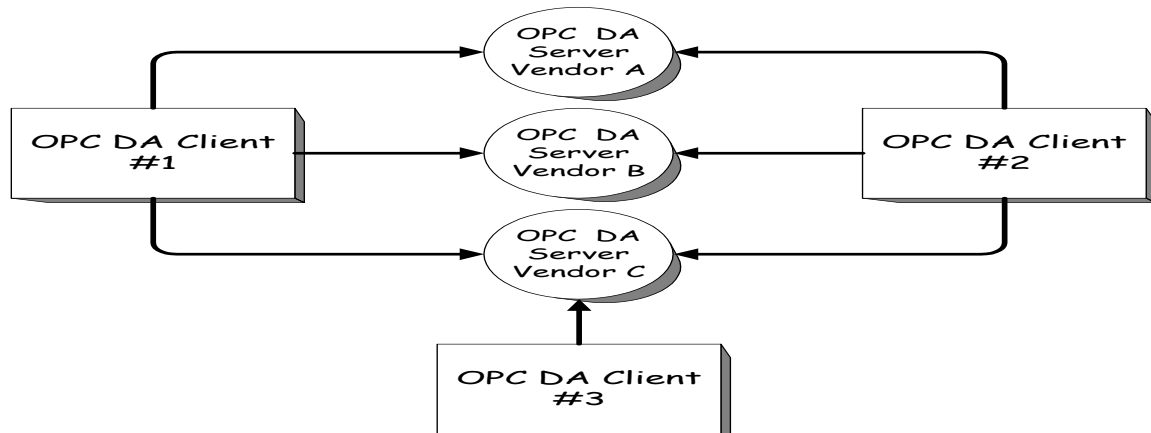 OPC DA
Server
Vendor A
OPC DA Client
#1
OPC DA
Server
Vendor B
OPC DA Client
#2
OPC DA
Server
Vendor C
OPC DA Client
#3